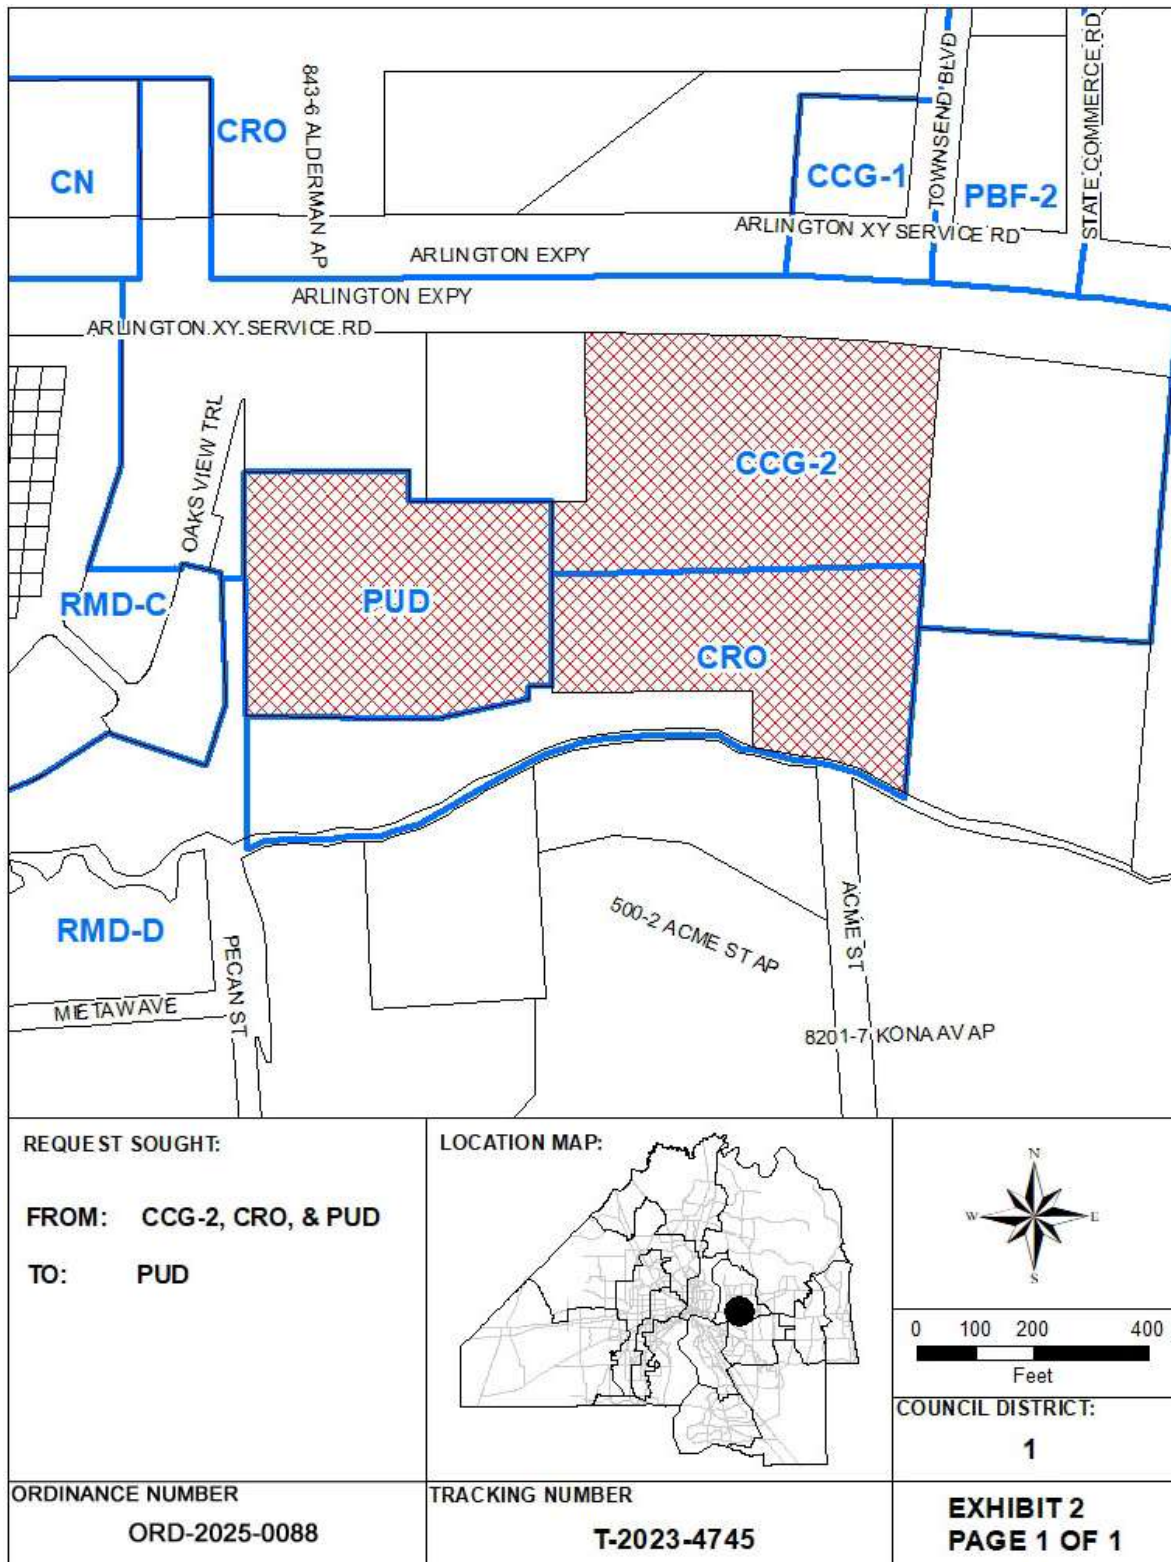 843-6 ALDERMAN AP
TOWNSEND BLVD
STATE COMMERCE RD
CRO
CN
CCG-1
PBF-2
ARLINGTON XY SERVICE RD
ARLINGTON EXPY
ARLINGTON EXPY
ARLINGTON XY SERVICE RD
OAKS VIEW TRL
CCG-2
RMD-C
PUD
CRO
RMD-D
PECAN ST
500-2 ACME ST AP
ACME ST
METAWAVE
8201-7 KONA AV AP
REQUEST SOUGHT:
FROM: CCG-2, CRO, & PUD
TO: PUD
LOCATION MAP:
N
W E
S
0 100 200 400
Feet
COUNCIL DISTRICT:
1
ORDINANCE NUMBER
ORD-2025-0088
TRACKING NUMBER
T-2023-4745
EXHIBIT 2
PAGE 1 OF 1